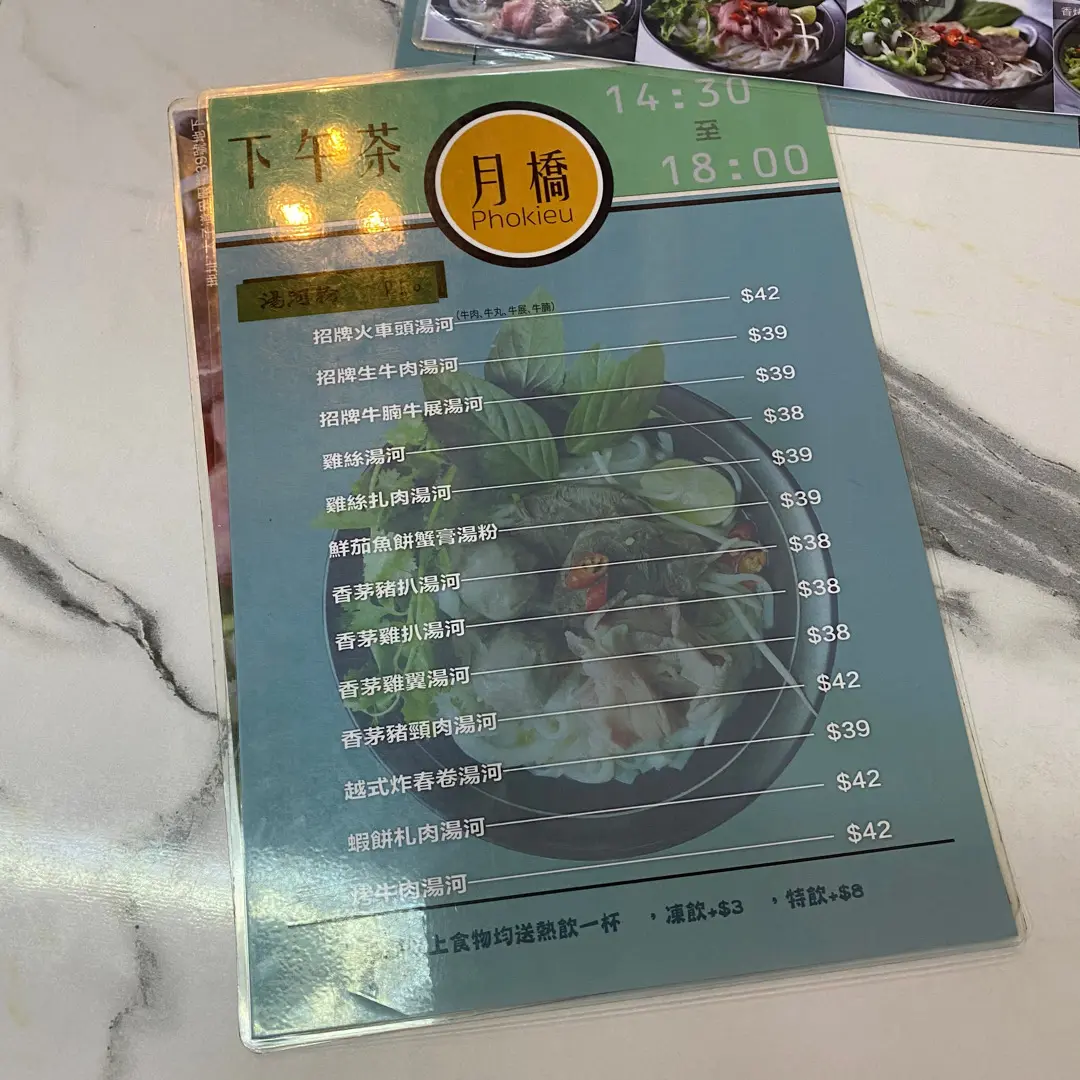 下午茶
月橋
Phokieu
14:30
至
18:00
湯河粉
招牌火車頭湯河(牛肉、牛丸、牛展、牛腩) $42
招牌生牛肉湯河 $39
招牌牛腩牛展湯河 $39
雞絲湯河 $38
雞絲扎肉湯河 $39
鮮茄魚餅蟹膏湯粉 $39
香茅豬扒湯河 $38
香茅雞扒湯河 $38
香茅雞翼湯河 $38
香茅豬頸肉湯河 $42
越式炸春卷湯河 $39
蝦餅札肉湯河 $42
牛肉湯河 $42
上食物均送熱飲一杯 ，凍飲+$3 ，特飲+$8